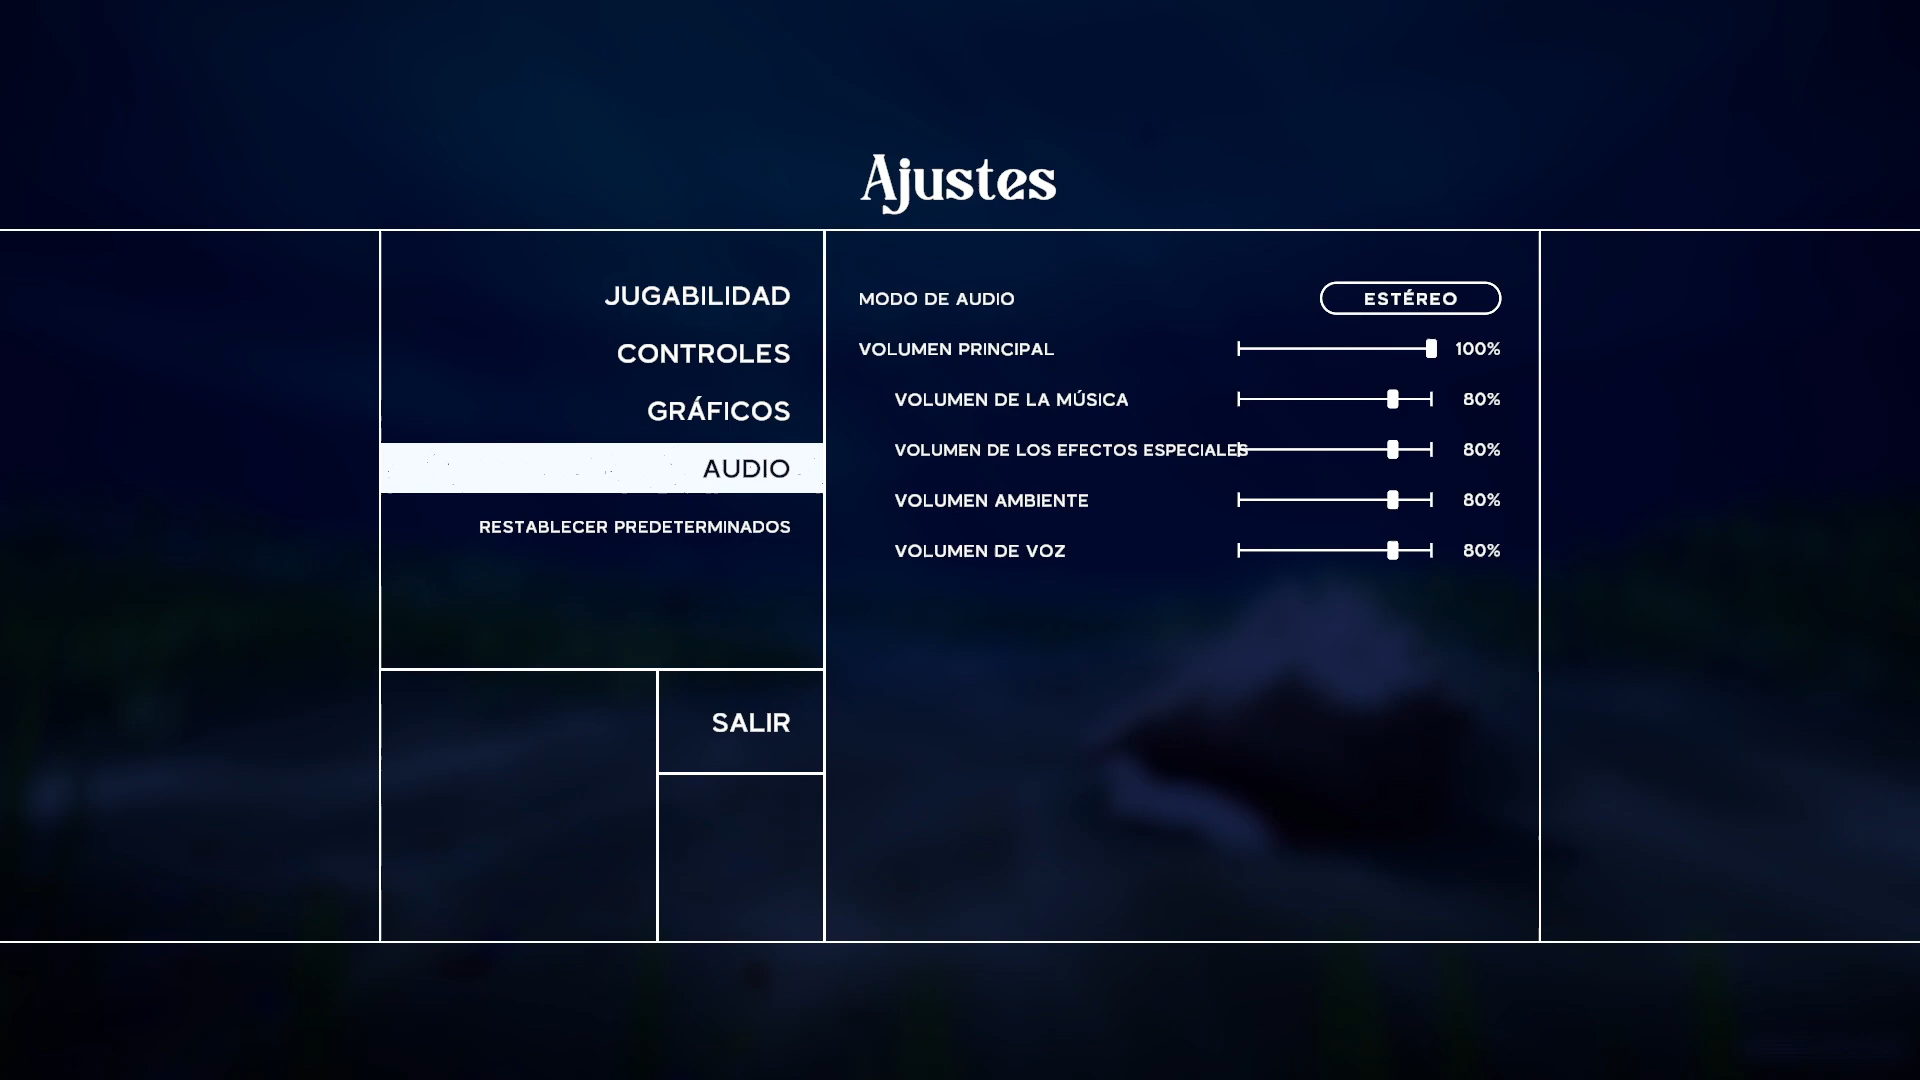 Ajustes
JUGABILIDAD
CONTROLES
GRÁFICOS
AUDIO
RESTABLECER PREDETERMINADOS
SALIR
MODO DE AUDIO ESTÉREO
VOLUMEN PRINCIPAL 100%
VOLUMEN DE LA MÚSICA 80%
VOLUMEN DE LOS EFECTOS ESPECIALES 80%
VOLUMEN AMBIENTE 80%
VOLUMEN DE VOZ 80%